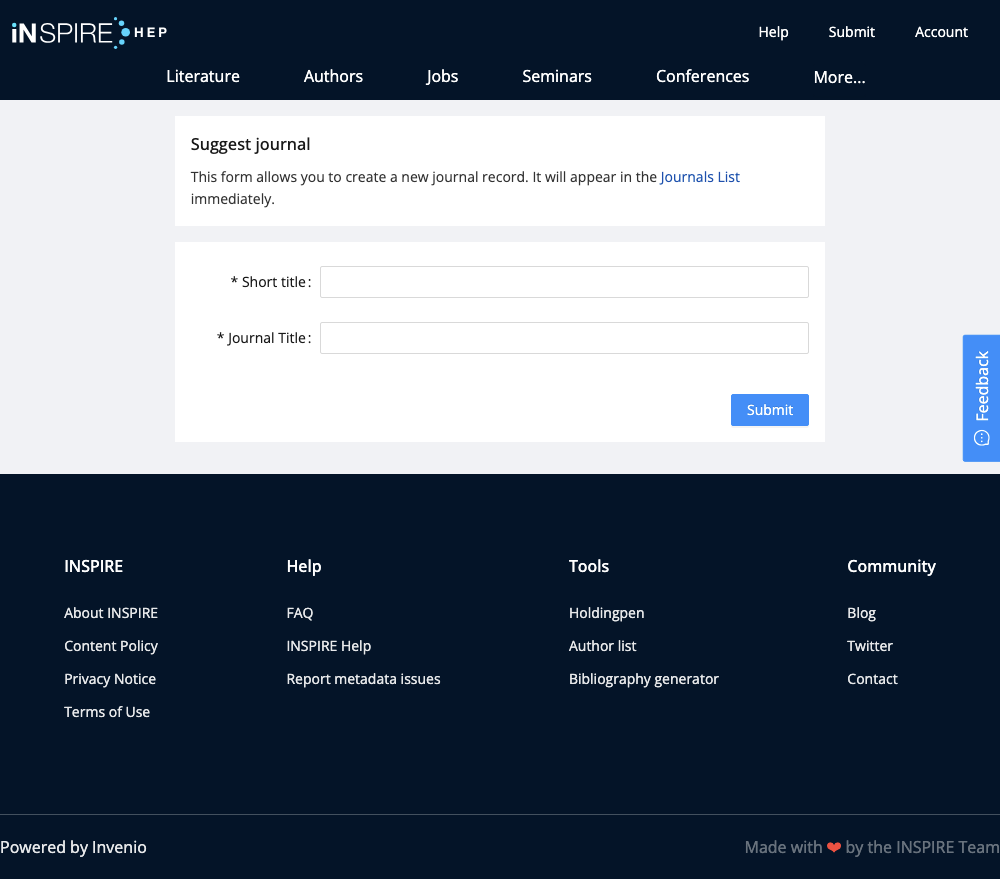 iNSPIRE HEP
Help Submit Account
Literature Authors Jobs Seminars Conferences More...
Suggest journal
This form allows you to create a new journal record. It will appear in the Journals List
immediately.
* Short title:
* Journal Title:
Submit
Feedback
INSPIRE Help Tools Community
About INSPIRE FAQ Holdingpen Blog
Content Policy INSPIRE Help Author list Twitter
Privacy Notice Report metadata issues Bibliography generator Contact
Terms of Use
Powered by Invenio Made with ❤ by the INSPIRE Team